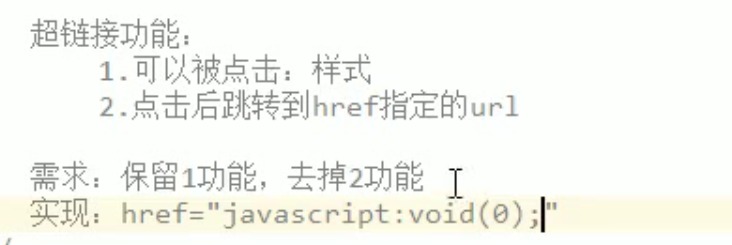 超链接功能：
1.可以被点击：样式
2.点击后跳转到href指定的url
需求：保留1功能，去掉2功能
实现：href="javascript:void(0);"
/